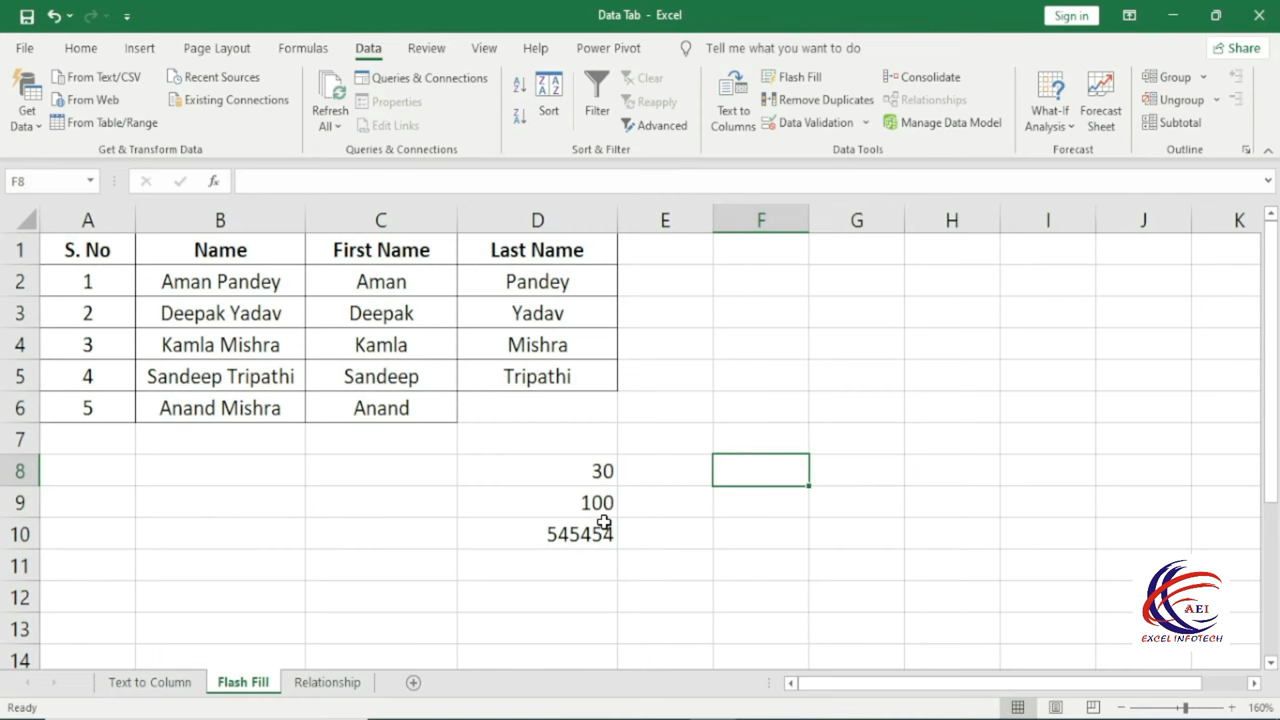 Data Tab - Excel
Sign in
File Home Insert Page Layout Formulas Data Review View Help Power Pivot Tell me what you want to do Share
Get Data
From Text/CSV
From Web
From Table/Range
Recent Sources
Existing Connections
Get & Transform Data
Refresh All
Queries & Connections
Properties
Edit Links
Queries & Connections
Sort
Filter
Clear
Reapply
Advanced
Sort & Filter
Text to Columns
Flash Fill
Remove Duplicates
Data Validation
Consolidate
Relationships
Manage Data Model
Data Tools
What-If Analysis
Forecast Sheet
Forecast
Group
Ungroup
Subtotal
Outline
F8 fx
A B C D E F G H I J K
1 S. No Name First Name Last Name
2 1 Aman Pandey Aman Pandey
3 2 Deepak Yadav Deepak Yadav
4 3 Kamla Mishra Kamla Mishra
5 4 Sandeep Tripathi Sandeep Tripathi
6 5 Anand Mishra Anand
7
8 30
9 100
10 545454
11
12
13
14
AEI
EXCEL INFOTECH
Text to Column Flash Fill Relationship
Ready 160%